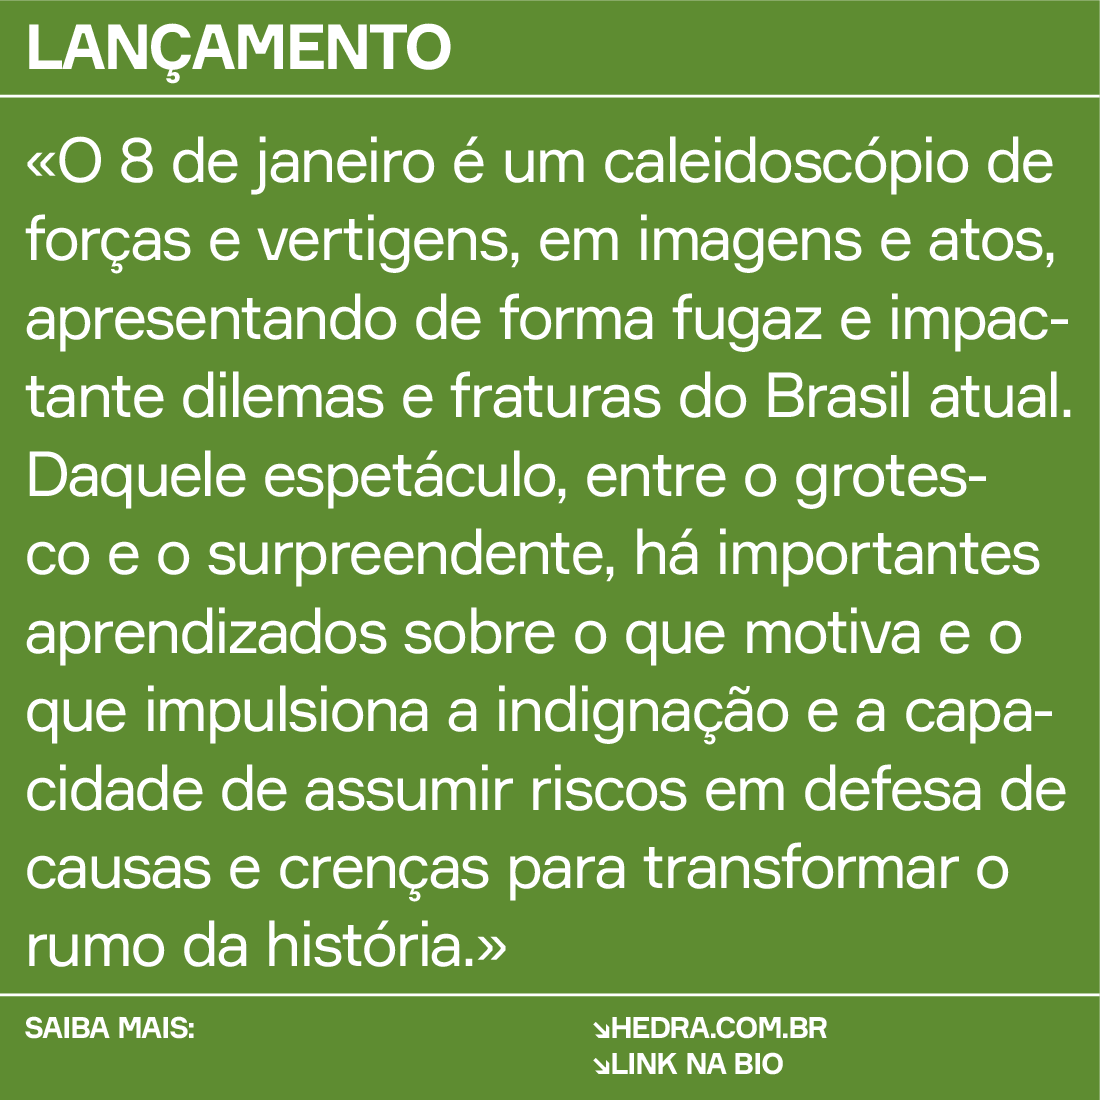 LANÇAMENTO
«O 8 de janeiro é um caleidoscópio de
forças e vertigens, em imagens e atos,
apresentando de forma fugaz e impac-
tante dilemas e fraturas do Brasil atual.
Daquele espetáculo, entre o grotes-
co e o surpreendente, há importantes
aprendizados sobre o que motiva e o
que impulsiona a indignação e a capa-
cidade de assumir riscos em defesa de
causas e crenças para transformar o
rumo da história.»
SAIBA MAIS:
↘HEDRA.COM.BR
↘LINK NA BIO